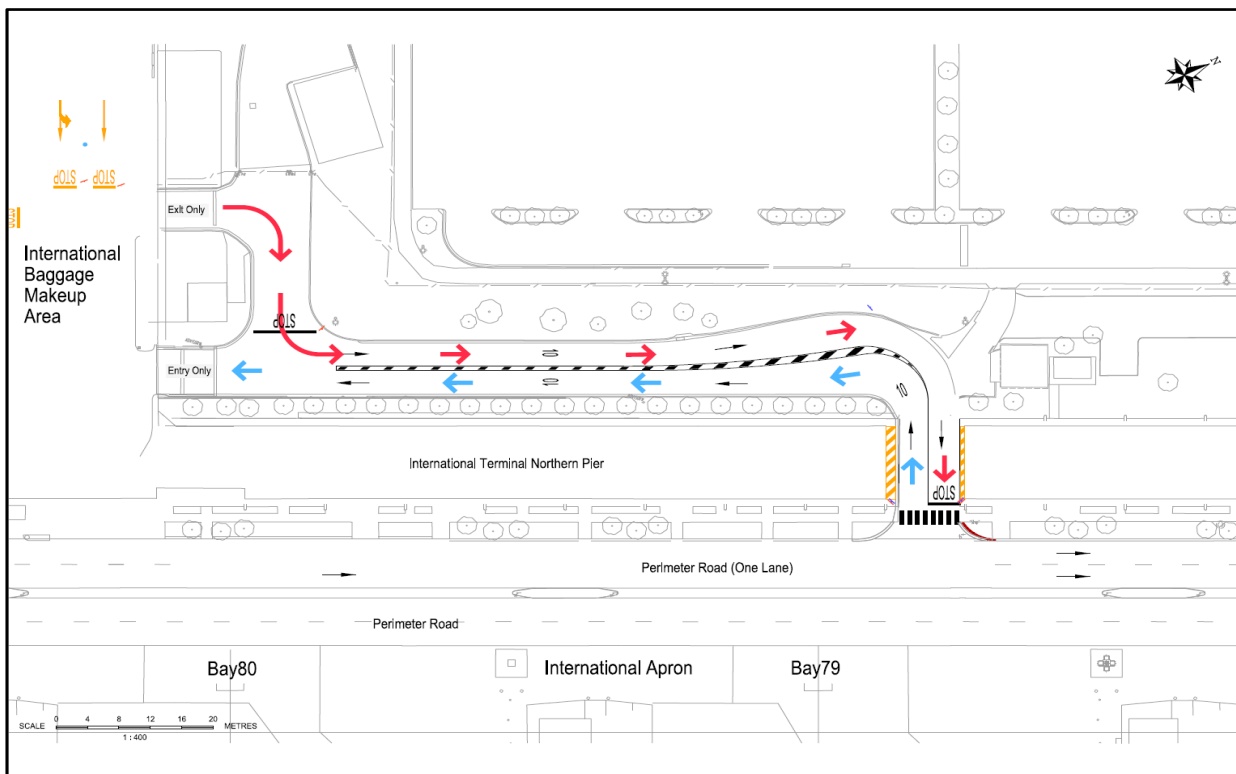 N
STOP STOP
Exit Only
STOP
International
Baggage
Makeup
Area
STOP
10
Entry Only
10
10
International Terminal Northern Pier
STOP
Perimeter Road (One Lane)
Perimeter Road
Bay80
International Apron
Bay79
SCALE 0 4 8 12 16 20 METRES
1 : 400